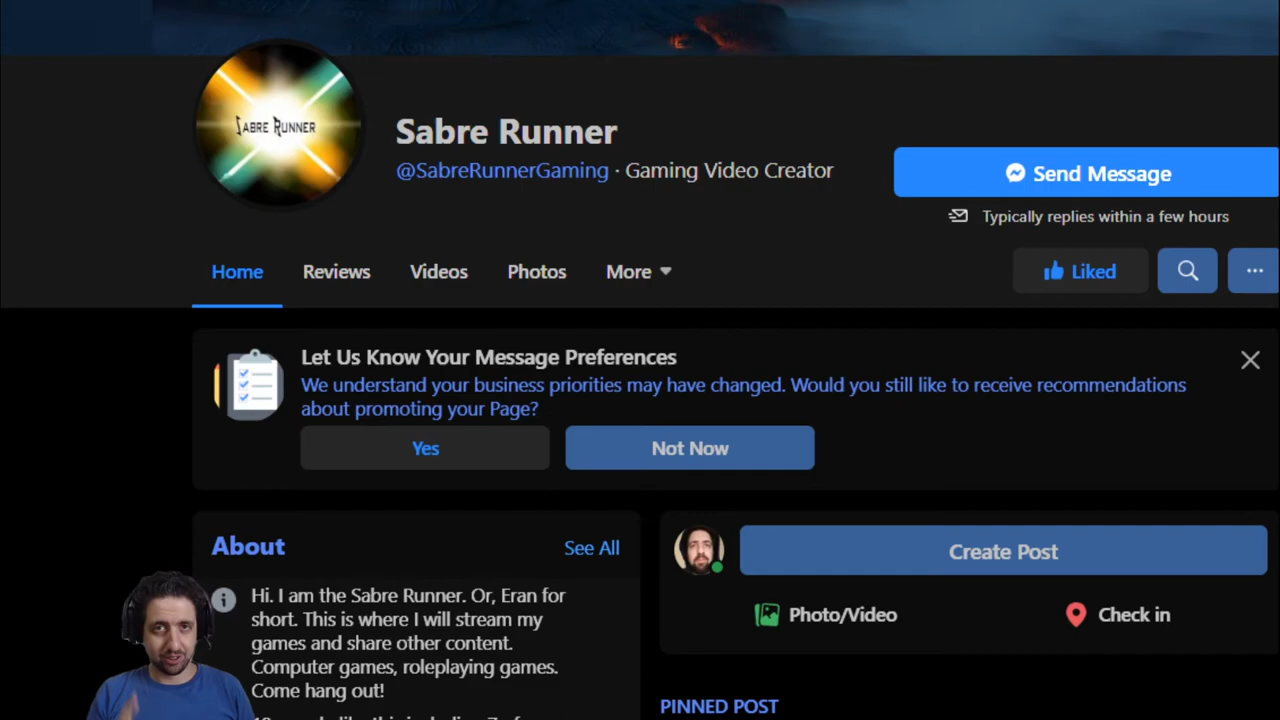 SABRE RUNNER
Sabre Runner
@SabreRunnerGaming · Gaming Video Creator
Send Message
Typically replies within a few hours
Home Reviews Videos Photos More
Liked
Let Us Know Your Message Preferences
We understand your business priorities may have changed. Would you still like to receive recommendations
about promoting your Page?
Yes Not Now
About See All
Hi. I am the Sabre Runner. Or, Eran for
short. This is where I will stream my
games and share other content.
Computer games, roleplaying games.
Come hang out!
Create Post
Photo/Video Check in
PINNED POST